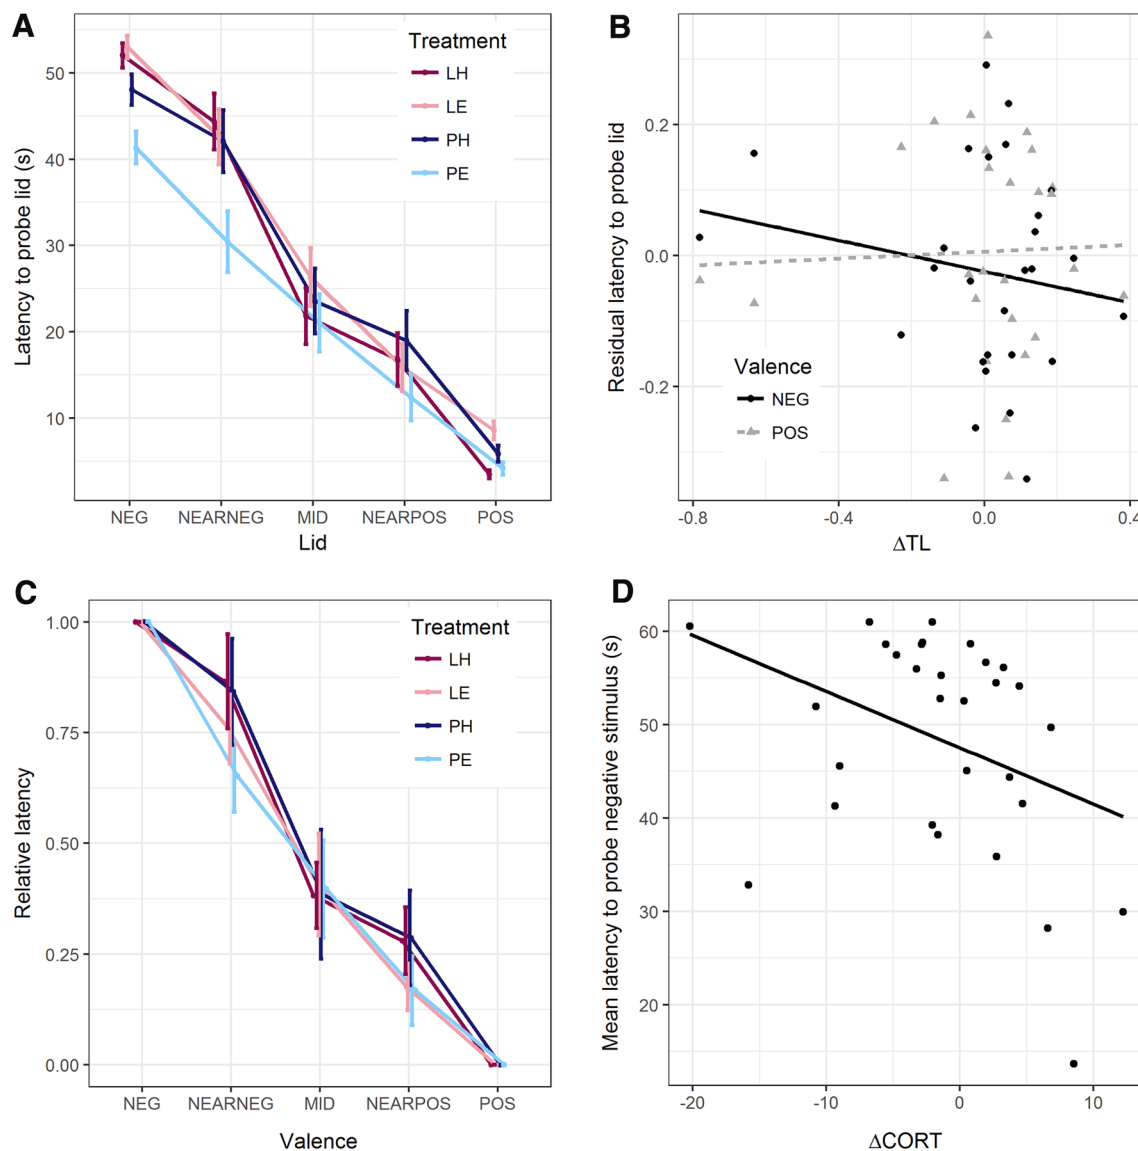 A
Treatment
LH
LE
PH
PE
Latency to probe lid (s)
50
40
30
20
10
NEG
NEARNEG
MID
NEARPOS
POS
Lid
B
Residual latency to probe lid
0.2
0.0
-0.2
Valence
NEG
POS
-0.8
-0.4
0.0
0.4
ΔTL
C
Treatment
LH
LE
PH
PE
Relative latency
1.00
0.75
0.50
0.25
0.00
NEG
NEARNEG
MID
NEARPOS
POS
Valence
D
Mean latency to probe negative stimulus (s)
60
50
40
30
20
-20
-10
0
10
ΔCORT